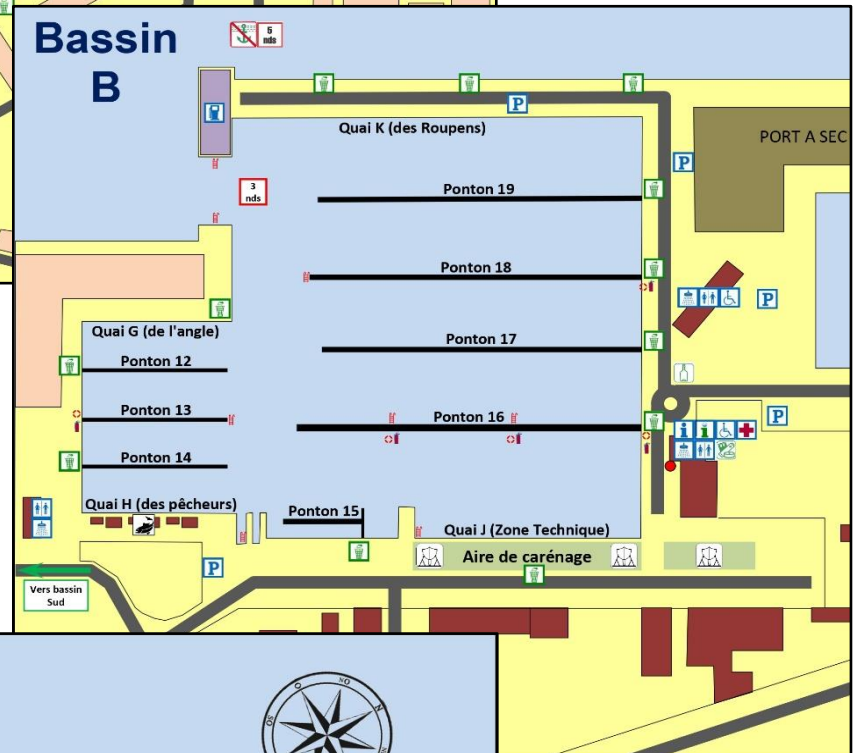 Bassin
B
5
nds
P
Quai K (des Roupens)
PORT A SEC
P
3
nds
Ponton 19
Ponton 18
P
Quai G (de l'angle)
Ponton 17
Ponton 12
Ponton 13
Ponton 16
P
i i
Ponton 14
Quai H (des pêcheurs)
Ponton 15
Quai J (Zone Technique)
Aire de carénage
P
Vers bassin
Sud
O
NO
N
SO